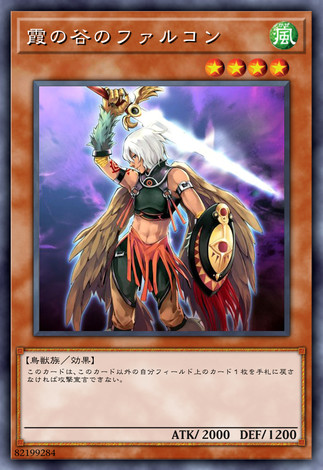 霞の谷のファルコン
風
【鳥獣族／効果】
このカードは、このカード以外の自分フィールド上のカード１枚を手札に戻さ
なければ攻撃宣言できない。
ATK/ 2000 DEF/ 1200
82199284